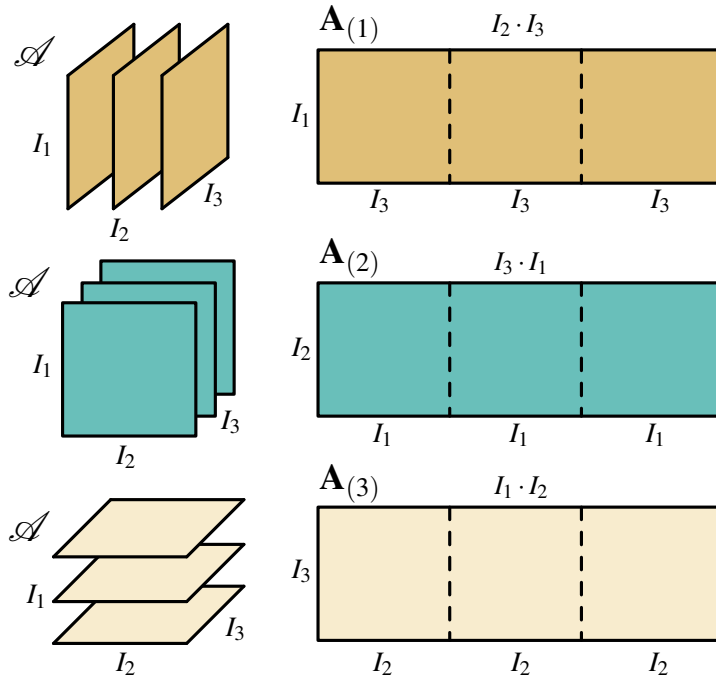 𝒜 𝐀₍₁₎ I₂ · I₃
I₁ I₁
I₃ I₃ I₃ I₃
I₂
𝒜 𝐀₍₂₎ I₃ · I₁
I₁ I₂
I₃ I₁ I₁ I₁
I₂
𝒜 𝐀₍₃₎ I₁ · I₂
I₁ I₃
I₃
I₂ I₂ I₂ I₂